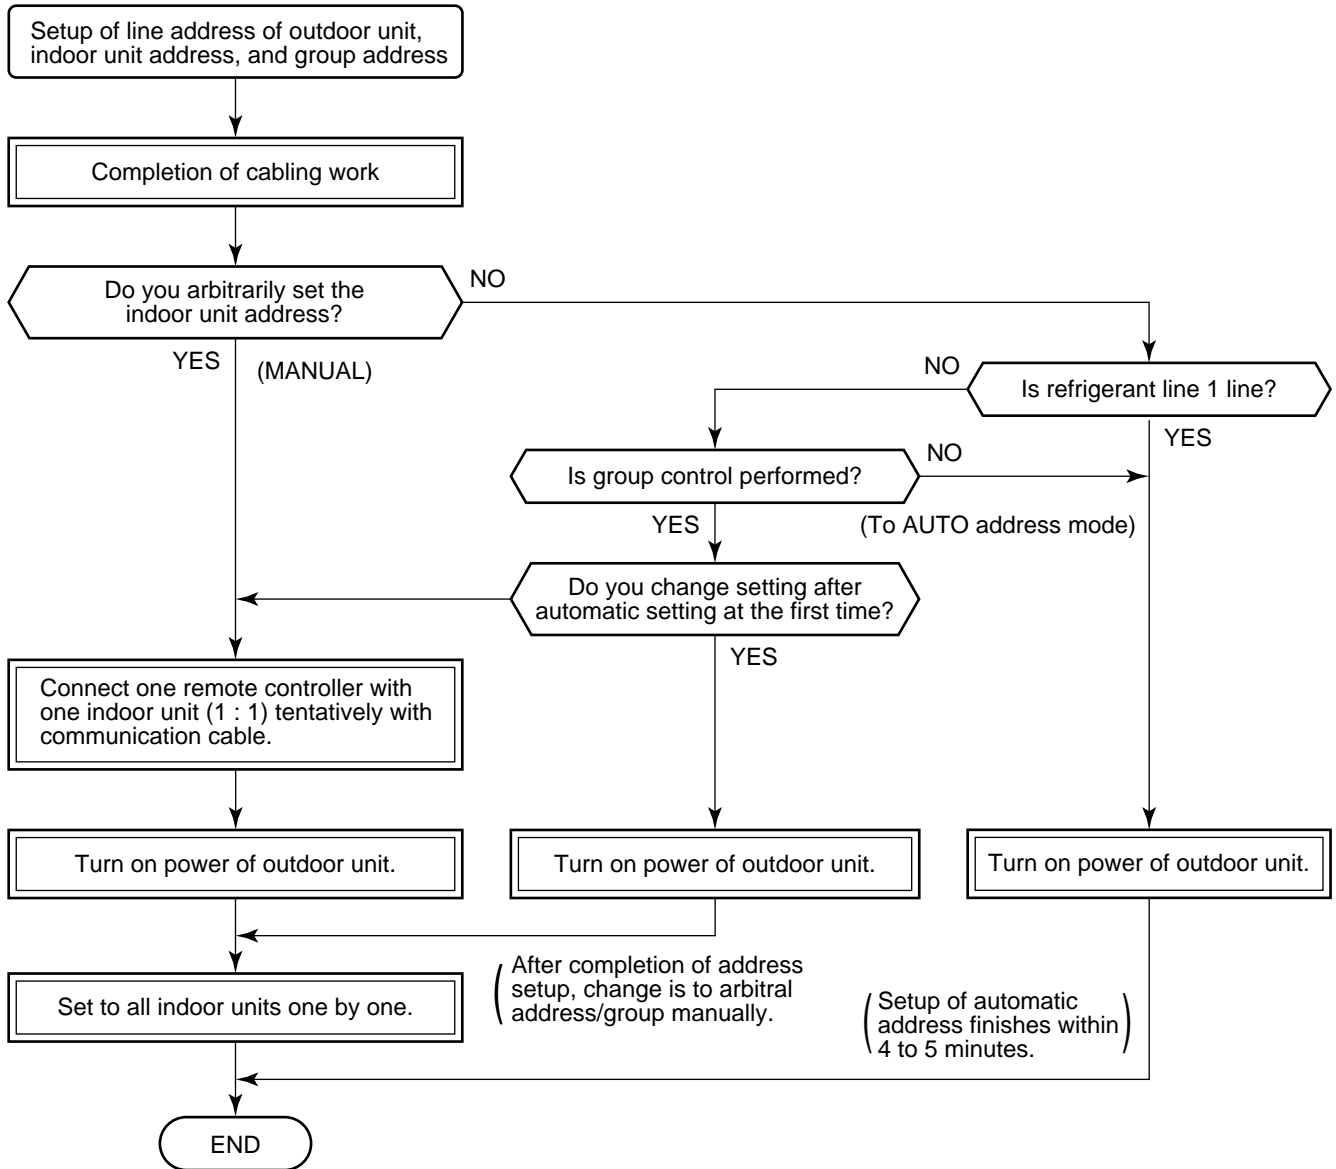 Setup of line address of outdoor unit,
indoor unit address, and group address
Completion of cabling work
Do you arbitrarily set the
indoor unit address?
NO
YES
(MANUAL)
NO
Is refrigerant line 1 line?
YES
Is group control performed?
NO
YES
(To AUTO address mode)
Do you change setting after
automatic setting at the first time?
YES
Connect one remote controller with
one indoor unit (1 : 1) tentatively with
communication cable.
Turn on power of outdoor unit.
Turn on power of outdoor unit.
Turn on power of outdoor unit.
(After completion of address
setup, change is to arbitral
address/group manually.
Set to all indoor units one by one.
(Setup of automatic
address finishes within
4 to 5 minutes.)
END